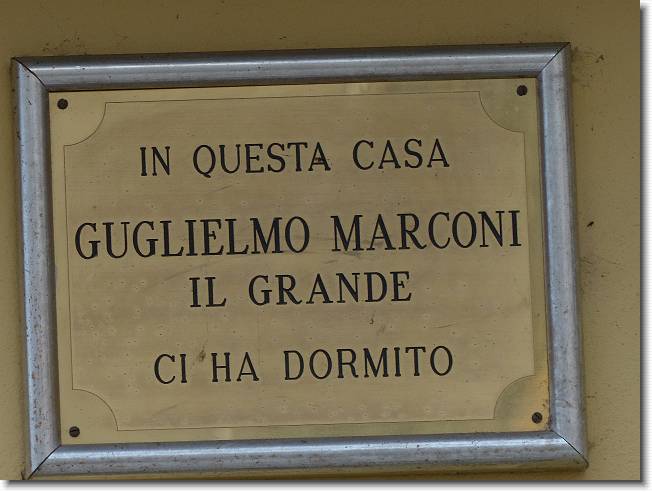 IN QUESTA CASA
GUGLIELMO MARCONI
IL GRANDE
CI HA DORMITO